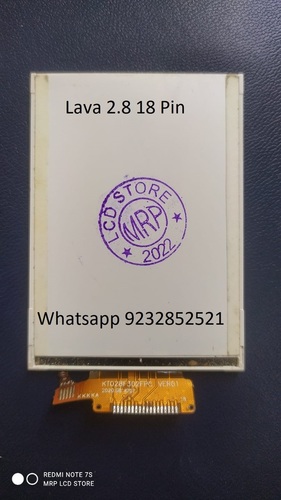 Lava 2.8 18 Pin
LCD STORE
MRP
2022
Whatsapp 9232852521
REDMI NOTE 7S
MRP LCD STORE